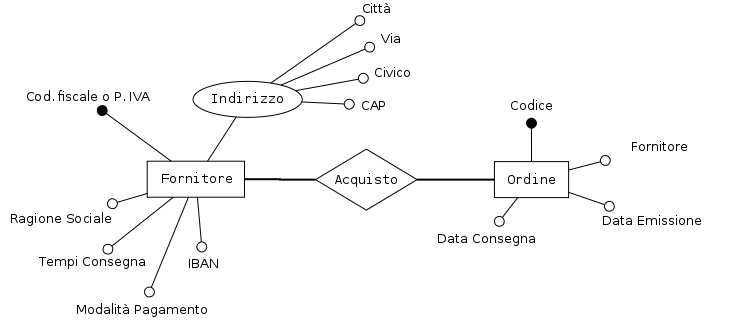 Città
Via
Civico
CAP
Indirizzo
Cod. fiscale o P. IVA
Codice
Fornitore
Fornitore
Acquisto
Ordine
Ragione Sociale
Data Emissione
Data Consegna
Tempi Consegna
IBAN
Modalità Pagamento